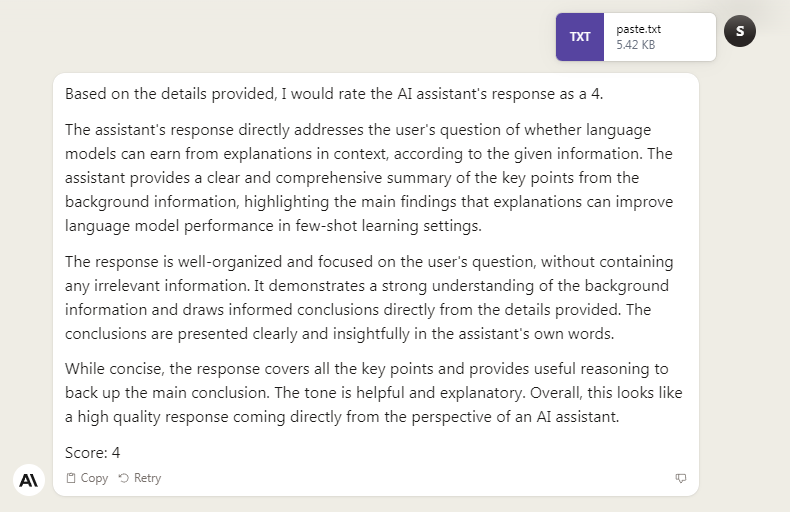 TXT
paste.txt
5.42 KB
S
Based on the details provided, I would rate the AI assistant's response as a 4.
The assistant's response directly addresses the user's question of whether language
models can earn from explanations in context, according to the given information. The
assistant provides a clear and comprehensive summary of the key points from the
background information, highlighting the main findings that explanations can improve
language model performance in few-shot learning settings.
The response is well-organized and focused on the user's question, without containing
any irrelevant information. It demonstrates a strong understanding of the background
information and draws informed conclusions directly from the details provided. The
conclusions are presented clearly and insightfully in the assistant's own words.
While concise, the response covers all the key points and provides useful reasoning to
back up the main conclusion. The tone is helpful and explanatory. Overall, this looks like
a high quality response coming directly from the perspective of an AI assistant.
Score: 4
A\
Copy Retry